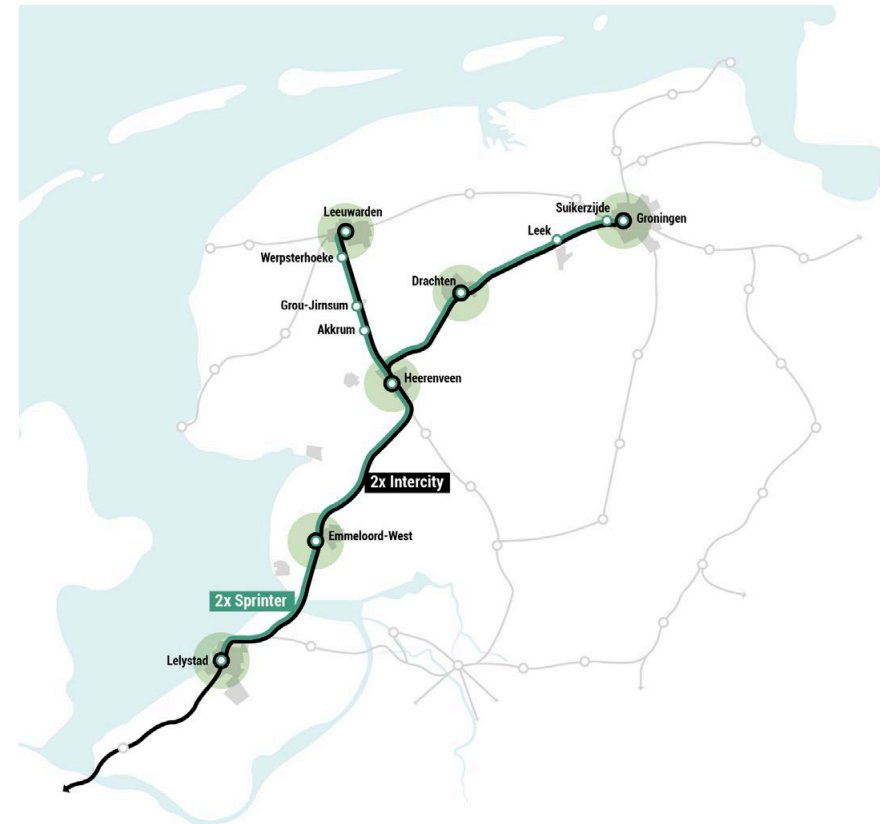 Leeuwarden
Suikerzijde
Groningen
Leek
Werpsterhoeke
Drachten
Grou-Jirnsum
Akkrum
Heerenveen
2x Intercity
Emmeloord-West
2x Sprinter
Lelystad